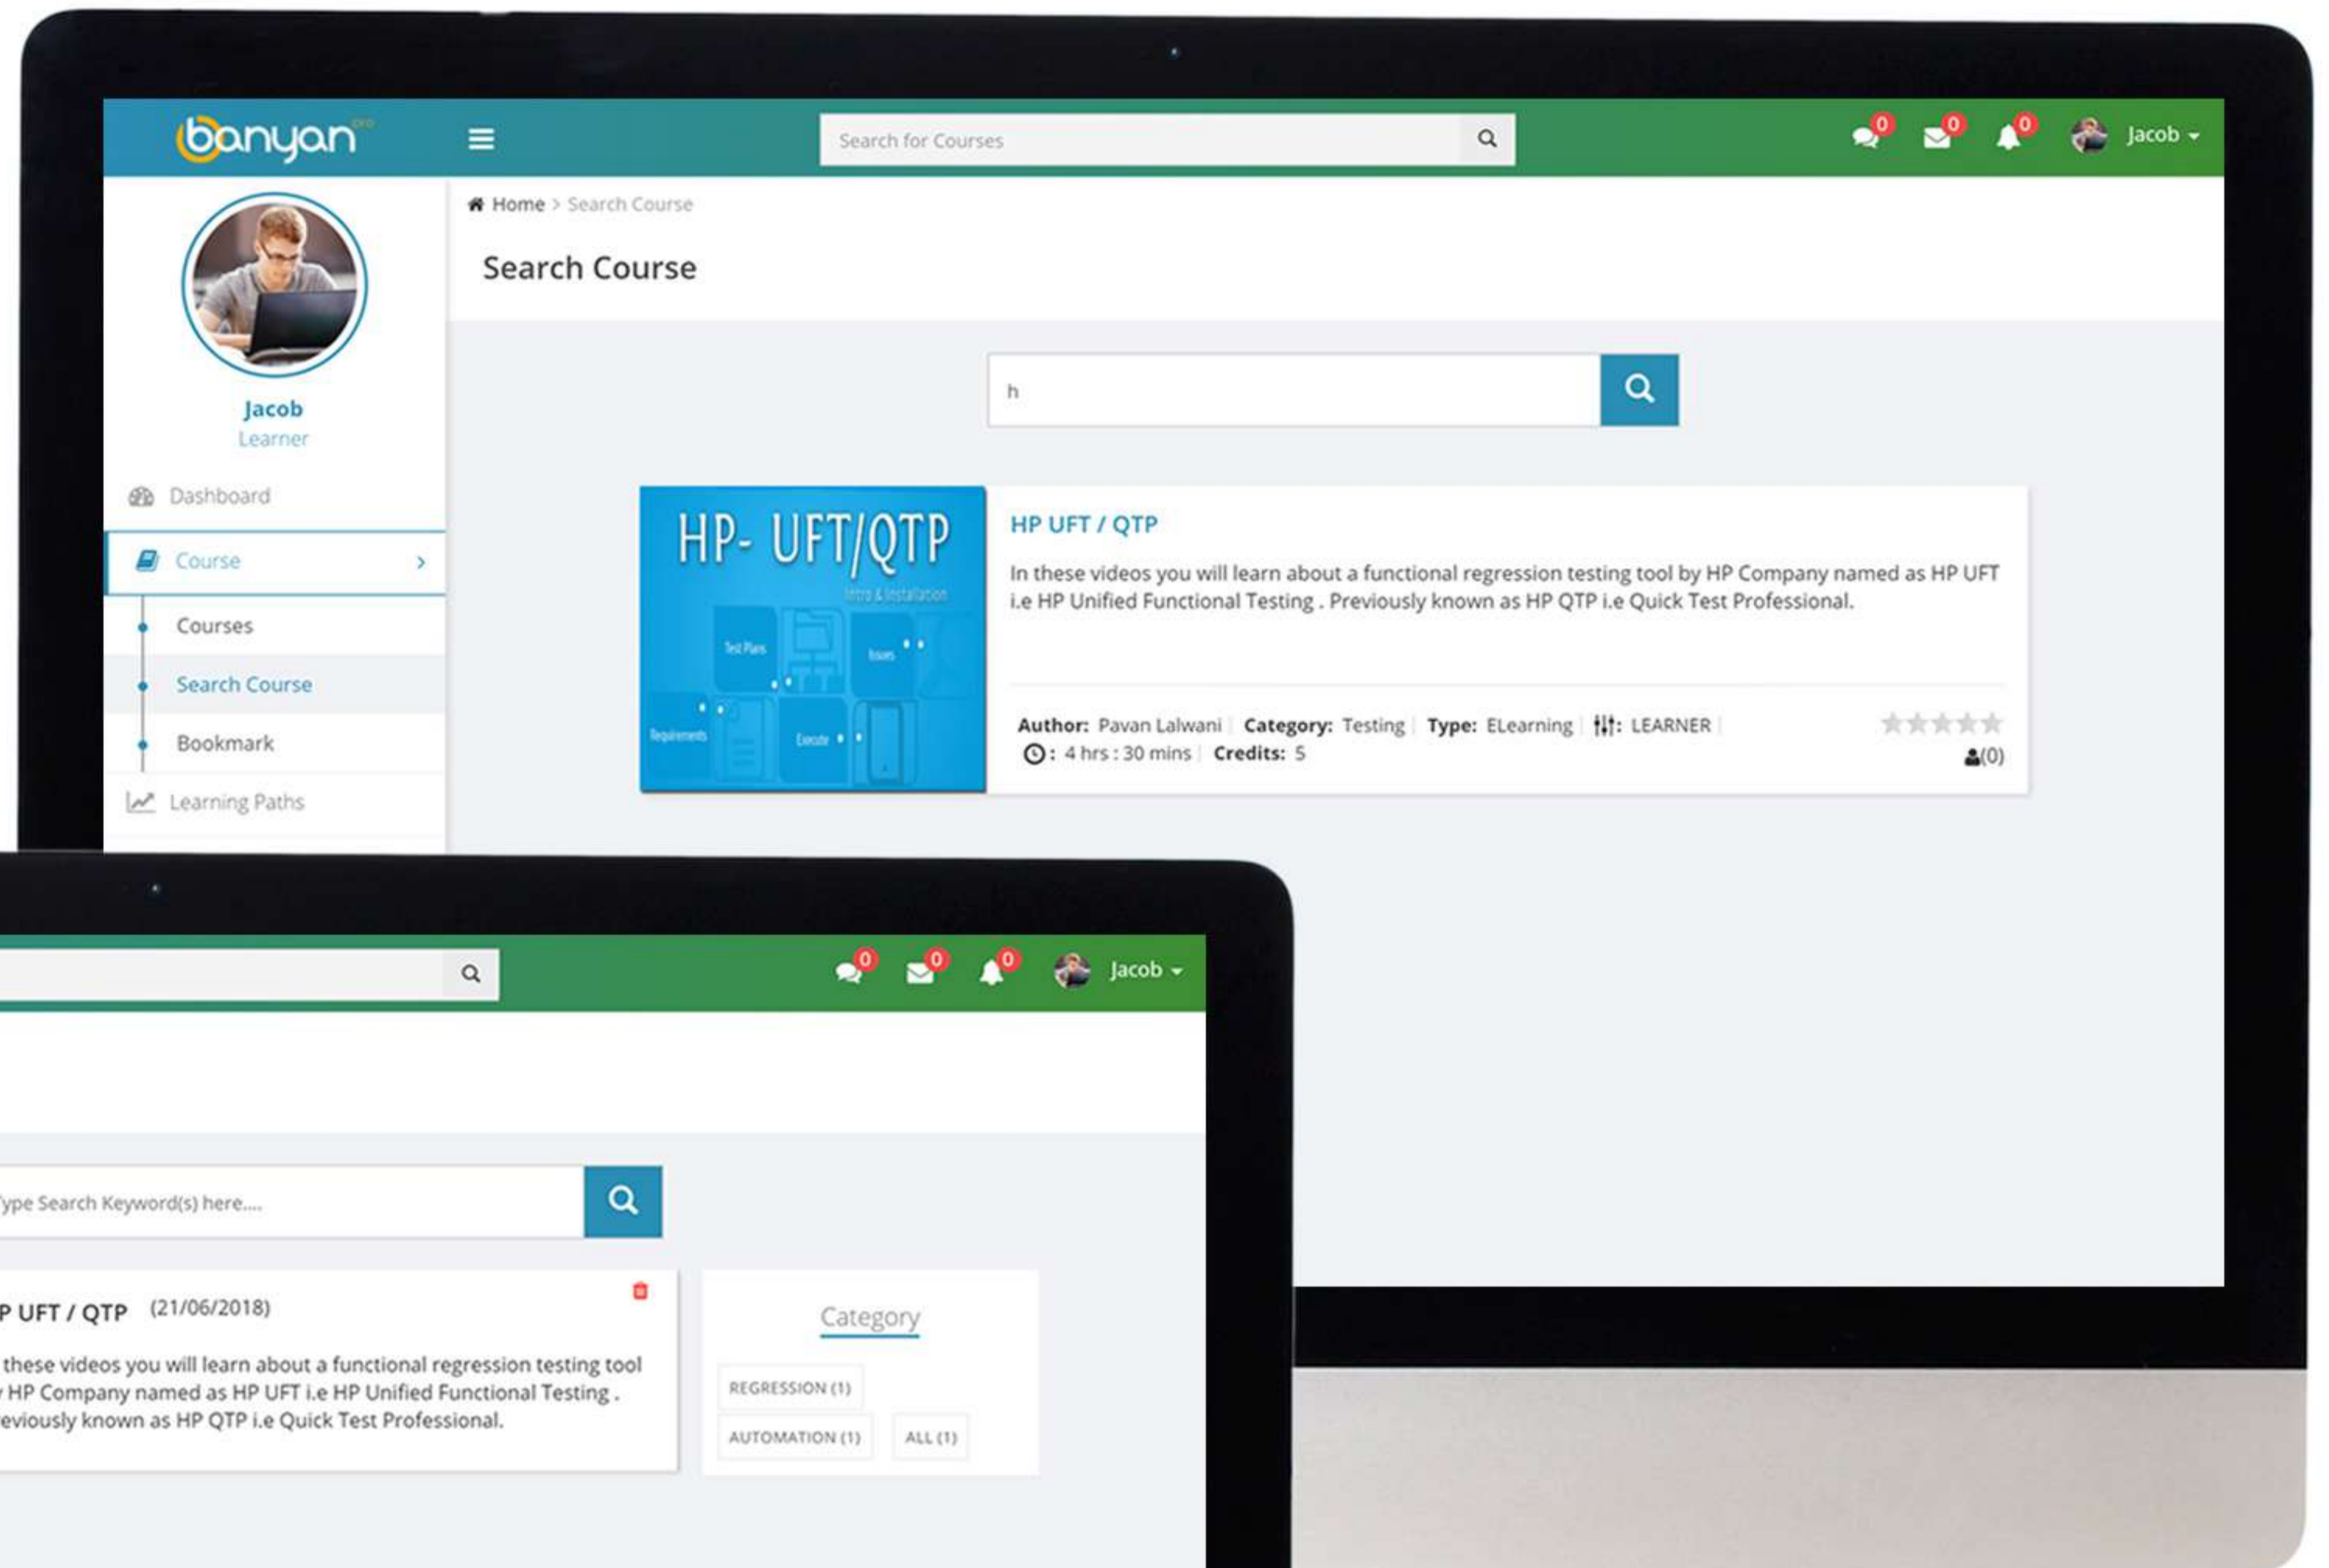 banyan pro
Search for Courses
0 0 0 Jacob
Home > Search Course
Search Course
Jacob
Learner
Dashboard
Course
Courses
Search Course
Bookmark
Learning Paths
h
HP- UFT/QTP
Intro & Installation
Test Plans
Issues
Requirements
Execute
HP UFT / QTP
In these videos you will learn about a functional regression testing tool by HP Company named as HP UFT
i.e HP Unified Functional Testing . Previously known as HP QTP i.e Quick Test Professional.
Author: Pavan Lalwani | Category: Testing | Type: ELearning | : LEARNER |
: 4 hrs : 30 mins | Credits: 5
(0)
0 0 0 Jacob
Type Search Keyword(s) here....
P UFT / QTP (21/06/2018)
these videos you will learn about a functional regression testing tool
y HP Company named as HP UFT i.e HP Unified Functional Testing .
reviously known as HP QTP i.e Quick Test Professional.
Category
REGRESSION (1)
AUTOMATION (1) ALL (1)